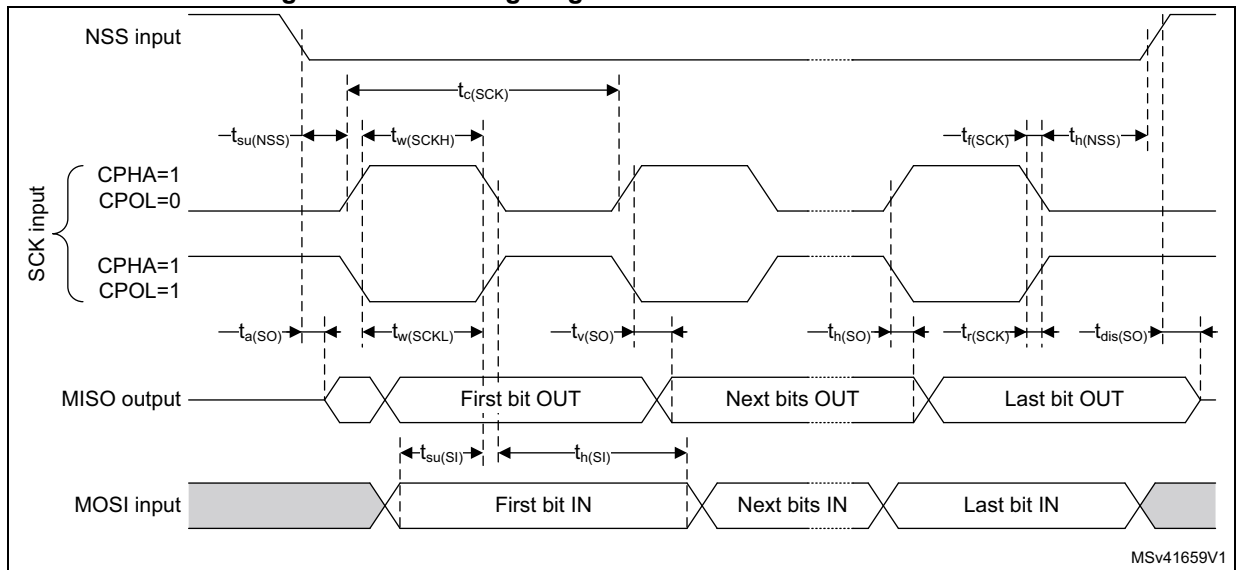 NSS input
tc(SCK)
tsu(NSS)
tw(SCKH)
tf(SCK)
th(NSS)
SCK input
CPHA=1
CPOL=0
CPHA=1
CPOL=1
ta(SO)
tw(SCKL)
tv(SO)
th(SO)
tr(SCK)
tdis(SO)
MISO output
First bit OUT
Next bits OUT
Last bit OUT
tsu(SI)
th(SI)
MOSI input
First bit IN
Next bits IN
Last bit IN
MSv41659V1